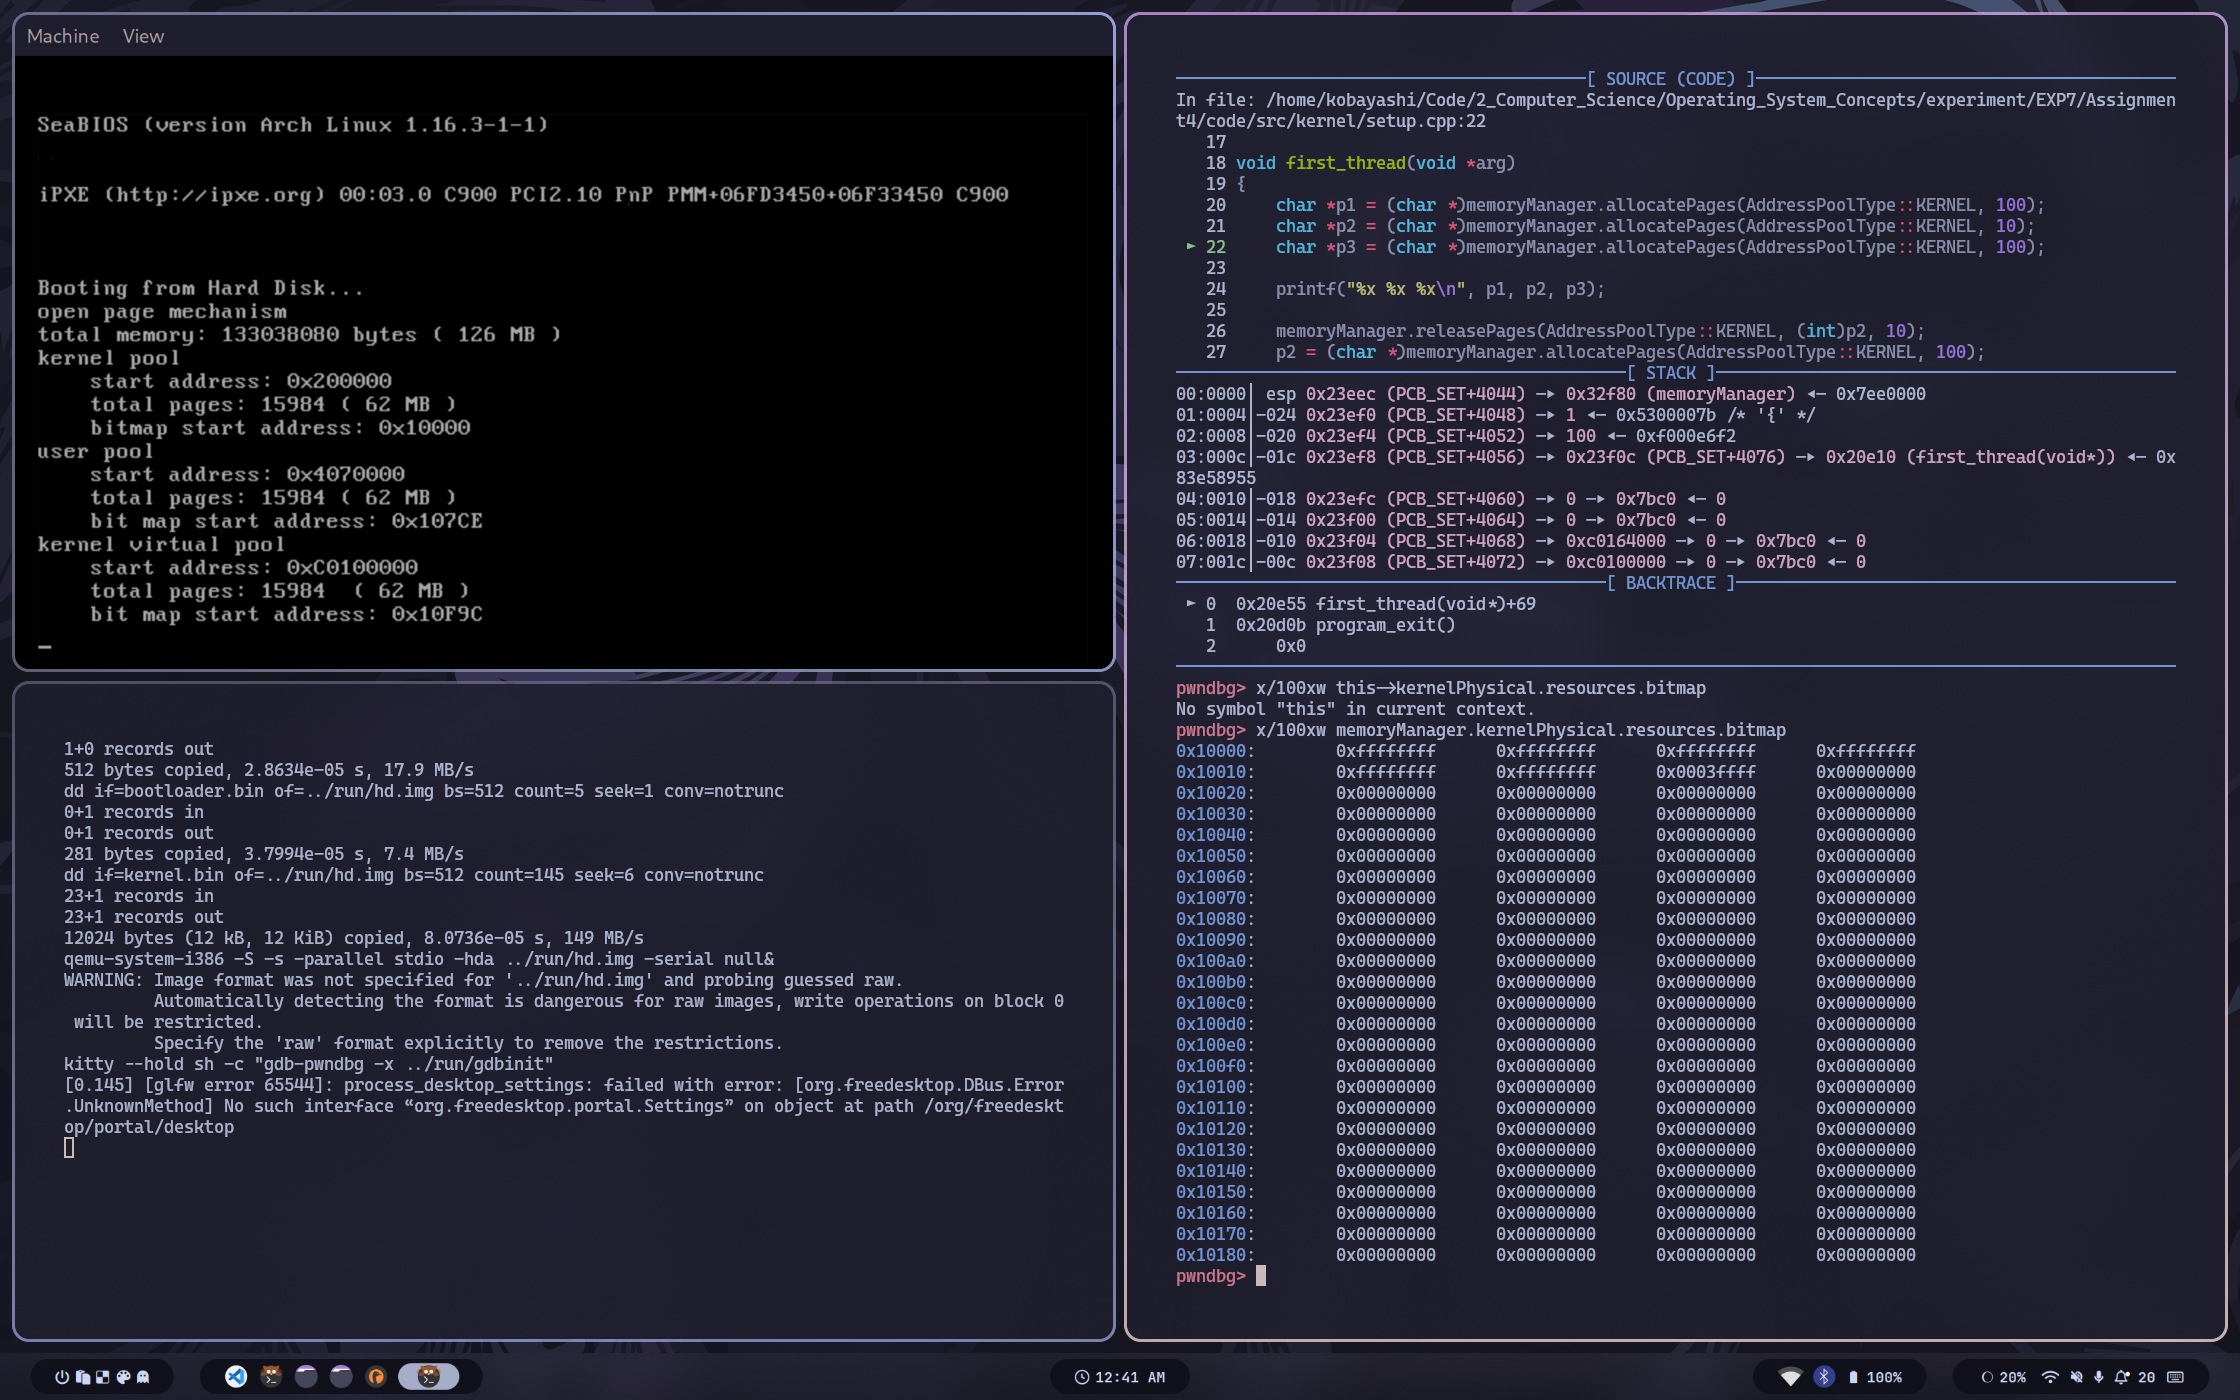 Machine View
SeaBIOS (version Arch Linux 1.16.3-1-1)
iPXE (http://ipxe.org) 00:03.0 C900 PCI2.10 PnP PMM+06FD3450+06F33450 C900
Booting from Hard Disk...
open page mechanism
total memory: 133038080 bytes ( 126 MB )
kernel pool
    start address: 0x200000
    total pages: 15984 ( 62 MB )
    bitmap start address: 0x10000
user pool
    start address: 0x4070000
    total pages: 15984 ( 62 MB )
    bit map start address: 0x107CE
kernel virtual pool
    start address: 0xC0100000
    total pages: 15984  ( 62 MB )
    bit map start address: 0x10F9C
1+0 records out
512 bytes copied, 2.8634e-05 s, 17.9 MB/s
dd if=bootloader.bin of=../run/hd.img bs=512 count=5 seek=1 conv=notrunc
0+1 records in
0+1 records out
281 bytes copied, 3.7994e-05 s, 7.4 MB/s
dd if=kernel.bin of=../run/hd.img bs=512 count=145 seek=6 conv=notrunc
23+1 records in
23+1 records out
12024 bytes (12 kB, 12 KiB) copied, 8.0736e-05 s, 149 MB/s
qemu-system-i386 -S -s -parallel stdio -hda ../run/hd.img -serial null&
WARNING: Image format was not specified for '../run/hd.img' and probing guessed raw.
         Automatically detecting the format is dangerous for raw images, write operations on block 0
 will be restricted.
         Specify the 'raw' format explicitly to remove the restrictions.
kitty --hold sh -c "gdb-pwndbg -x ../run/gdbinit"
[0.145] [glfw error 65544]: process_desktop_settings: failed with error: [org.freedesktop.DBus.Error
.UnknownMethod] No such interface “org.freedesktop.portal.Settings” on object at path /org/freedeskt
op/portal/desktop
[ SOURCE (CODE) ]
In file: /home/kobayashi/Code/2_Computer_Science/Operating_System_Concepts/experiment/EXP7/Assignmen
t4/code/src/kernel/setup.cpp:22
   17
   18 void first_thread(void *arg)
   19 {
   20     char *p1 = (char *)memoryManager.allocatePages(AddressPoolType::KERNEL, 100);
   21     char *p2 = (char *)memoryManager.allocatePages(AddressPoolType::KERNEL, 10);
 ► 22     char *p3 = (char *)memoryManager.allocatePages(AddressPoolType::KERNEL, 100);
   23
   24     printf("%x %x %x\n", p1, p2, p3);
   25
   26     memoryManager.releasePages(AddressPoolType::KERNEL, (int)p2, 10);
   27     p2 = (char *)memoryManager.allocatePages(AddressPoolType::KERNEL, 100);
[ STACK ]
00:0000│ esp 0x23eec (PCB_SET+4044) —▸ 0x32f80 (memoryManager) ◂— 0x7ee0000
01:0004│-024 0x23ef0 (PCB_SET+4048) —▸ 1 ◂— 0x5300007b /* '{' */
02:0008│-020 0x23ef4 (PCB_SET+4052) —▸ 100 ◂— 0xf000e6f2
03:000c│-01c 0x23ef8 (PCB_SET+4056) —▸ 0x23f0c (PCB_SET+4076) —▸ 0x20e10 (first_thread(void*)) ◂— 0x
83e58955
04:0010│-018 0x23efc (PCB_SET+4060) —▸ 0 —▸ 0x7bc0 ◂— 0
05:0014│-014 0x23f00 (PCB_SET+4064) —▸ 0 —▸ 0x7bc0 ◂— 0
06:0018│-010 0x23f04 (PCB_SET+4068) —▸ 0xc0164000 —▸ 0 —▸ 0x7bc0 ◂— 0
07:001c│-00c 0x23f08 (PCB_SET+4072) —▸ 0xc0100000 —▸ 0 —▸ 0x7bc0 ◂— 0
[ BACKTRACE ]
 ► 0  0x20e55 first_thread(void*)+69
   1  0x20d0b program_exit()
   2      0x0
pwndbg> x/100xw this->kernelPhysical.resources.bitmap
No symbol "this" in current context.
pwndbg> x/100xw memoryManager.kernelPhysical.resources.bitmap
0x10000: 0xffffffff 0xffffffff 0xffffffff 0xffffffff
0x10010: 0xffffffff 0xffffffff 0x0003ffff 0x00000000
0x10020: 0x00000000 0x00000000 0x00000000 0x00000000
0x10030: 0x00000000 0x00000000 0x00000000 0x00000000
0x10040: 0x00000000 0x00000000 0x00000000 0x00000000
0x10050: 0x00000000 0x00000000 0x00000000 0x00000000
0x10060: 0x00000000 0x00000000 0x00000000 0x00000000
0x10070: 0x00000000 0x00000000 0x00000000 0x00000000
0x10080: 0x00000000 0x00000000 0x00000000 0x00000000
0x10090: 0x00000000 0x00000000 0x00000000 0x00000000
0x100a0: 0x00000000 0x00000000 0x00000000 0x00000000
0x100b0: 0x00000000 0x00000000 0x00000000 0x00000000
0x100c0: 0x00000000 0x00000000 0x00000000 0x00000000
0x100d0: 0x00000000 0x00000000 0x00000000 0x00000000
0x100e0: 0x00000000 0x00000000 0x00000000 0x00000000
0x100f0: 0x00000000 0x00000000 0x00000000 0x00000000
0x10100: 0x00000000 0x00000000 0x00000000 0x00000000
0x10110: 0x00000000 0x00000000 0x00000000 0x00000000
0x10120: 0x00000000 0x00000000 0x00000000 0x00000000
0x10130: 0x00000000 0x00000000 0x00000000 0x00000000
0x10140: 0x00000000 0x00000000 0x00000000 0x00000000
0x10150: 0x00000000 0x00000000 0x00000000 0x00000000
0x10160: 0x00000000 0x00000000 0x00000000 0x00000000
0x10170: 0x00000000 0x00000000 0x00000000 0x00000000
0x10180: 0x00000000 0x00000000 0x00000000 0x00000000
pwndbg>
12:41 AM 100% 20% 20